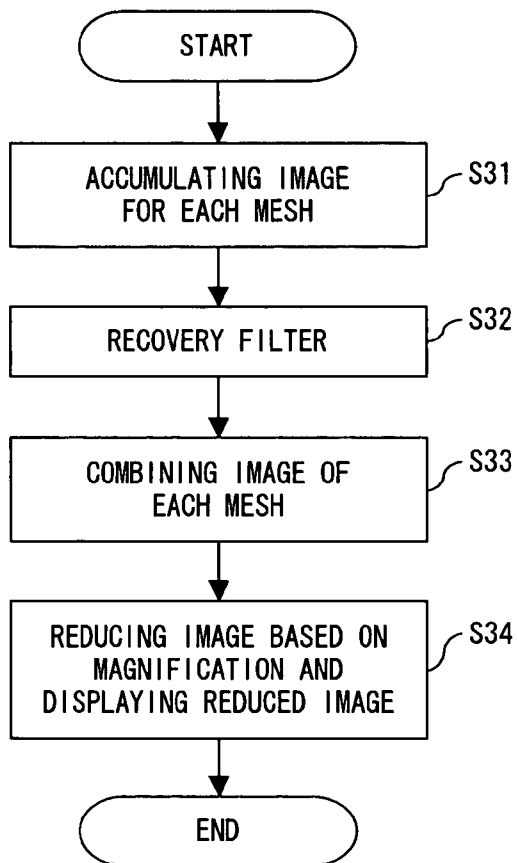 START
ACCUMULATING IMAGE
FOR EACH MESH
S31
RECOVERY FILTER
S32
COMBINING IMAGE OF
EACH MESH
S33
REDUCING IMAGE BASED ON
MAGNIFICATION AND
DISPLAYING REDUCED IMAGE
S34
END